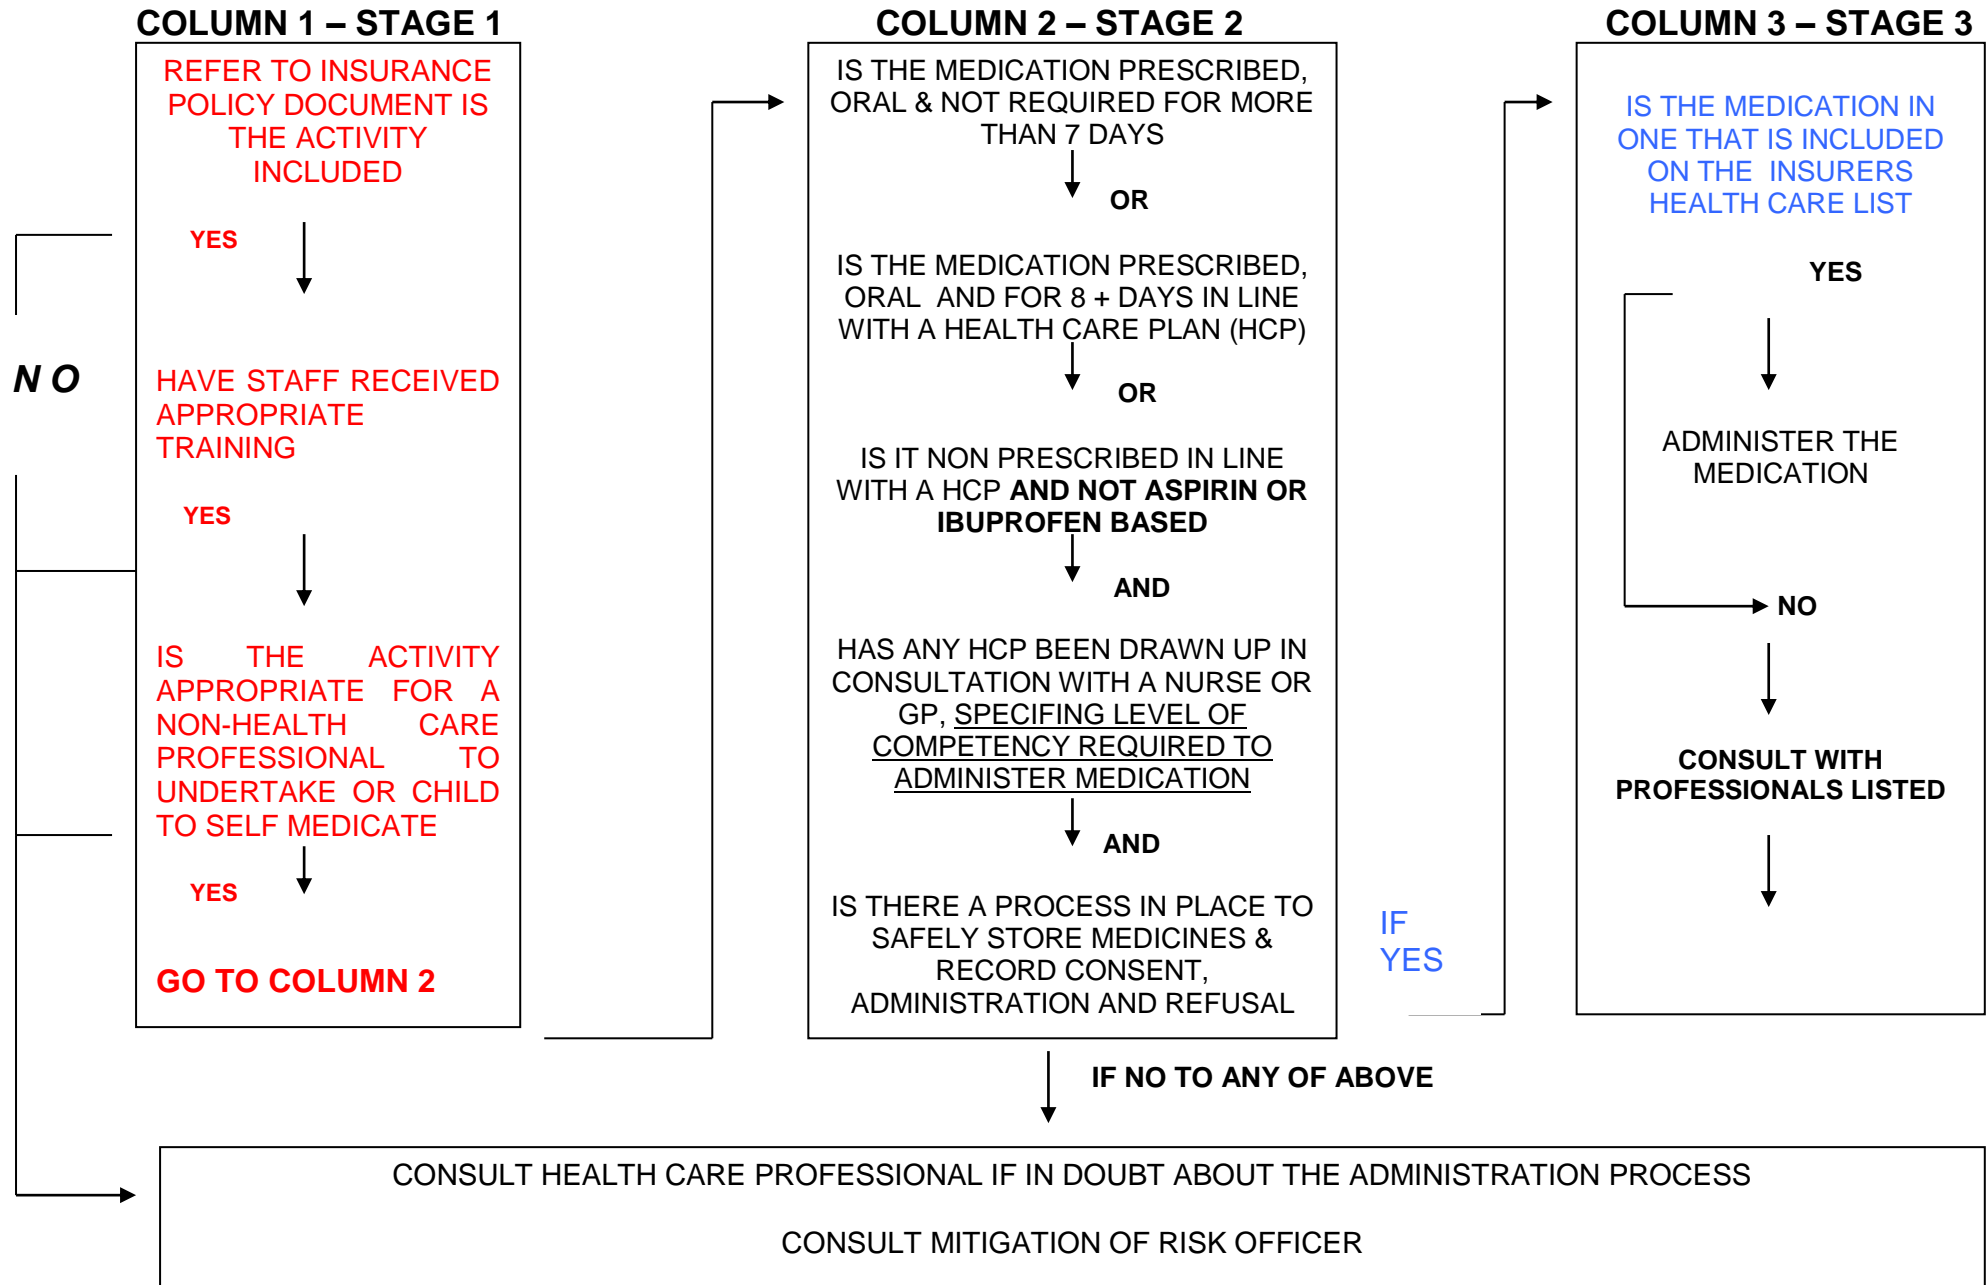 COLUMN 1 – STAGE 1
REFER TO INSURANCE
POLICY DOCUMENT IS
THE ACTIVITY
INCLUDED
YES
N O
HAVE STAFF RECEIVED
APPROPRIATE
TRAINING
YES
IS THE ACTIVITY
APPROPRIATE FOR A
NON-HEALTH CARE
PROFESSIONAL TO
UNDERTAKE OR CHILD
TO SELF MEDICATE
YES
GO TO COLUMN 2
COLUMN 2 – STAGE 2
IS THE MEDICATION PRESCRIBED,
ORAL & NOT REQUIRED FOR MORE
THAN 7 DAYS
OR
IS THE MEDICATION PRESCRIBED,
ORAL AND FOR 8 + DAYS IN LINE
WITH A HEALTH CARE PLAN (HCP)
OR
IS IT NON PRESCRIBED IN LINE
WITH A HCP AND NOT ASPIRIN OR
IBUPROFEN BASED
AND
HAS ANY HCP BEEN DRAWN UP IN
CONSULTATION WITH A NURSE OR
GP, SPECIFING LEVEL OF
COMPETENCY REQUIRED TO
ADMINISTER MEDICATION
AND
IS THERE A PROCESS IN PLACE TO
SAFELY STORE MEDICINES &
RECORD CONSENT,
ADMINISTRATION AND REFUSAL
IF
YES
COLUMN 3 – STAGE 3
IS THE MEDICATION IN
ONE THAT IS INCLUDED
ON THE INSURERS
HEALTH CARE LIST
YES
ADMINISTER THE
MEDICATION
NO
CONSULT WITH
PROFESSIONALS LISTED
IF NO TO ANY OF ABOVE
CONSULT HEALTH CARE PROFESSIONAL IF IN DOUBT ABOUT THE ADMINISTRATION PROCESS
CONSULT MITIGATION OF RISK OFFICER